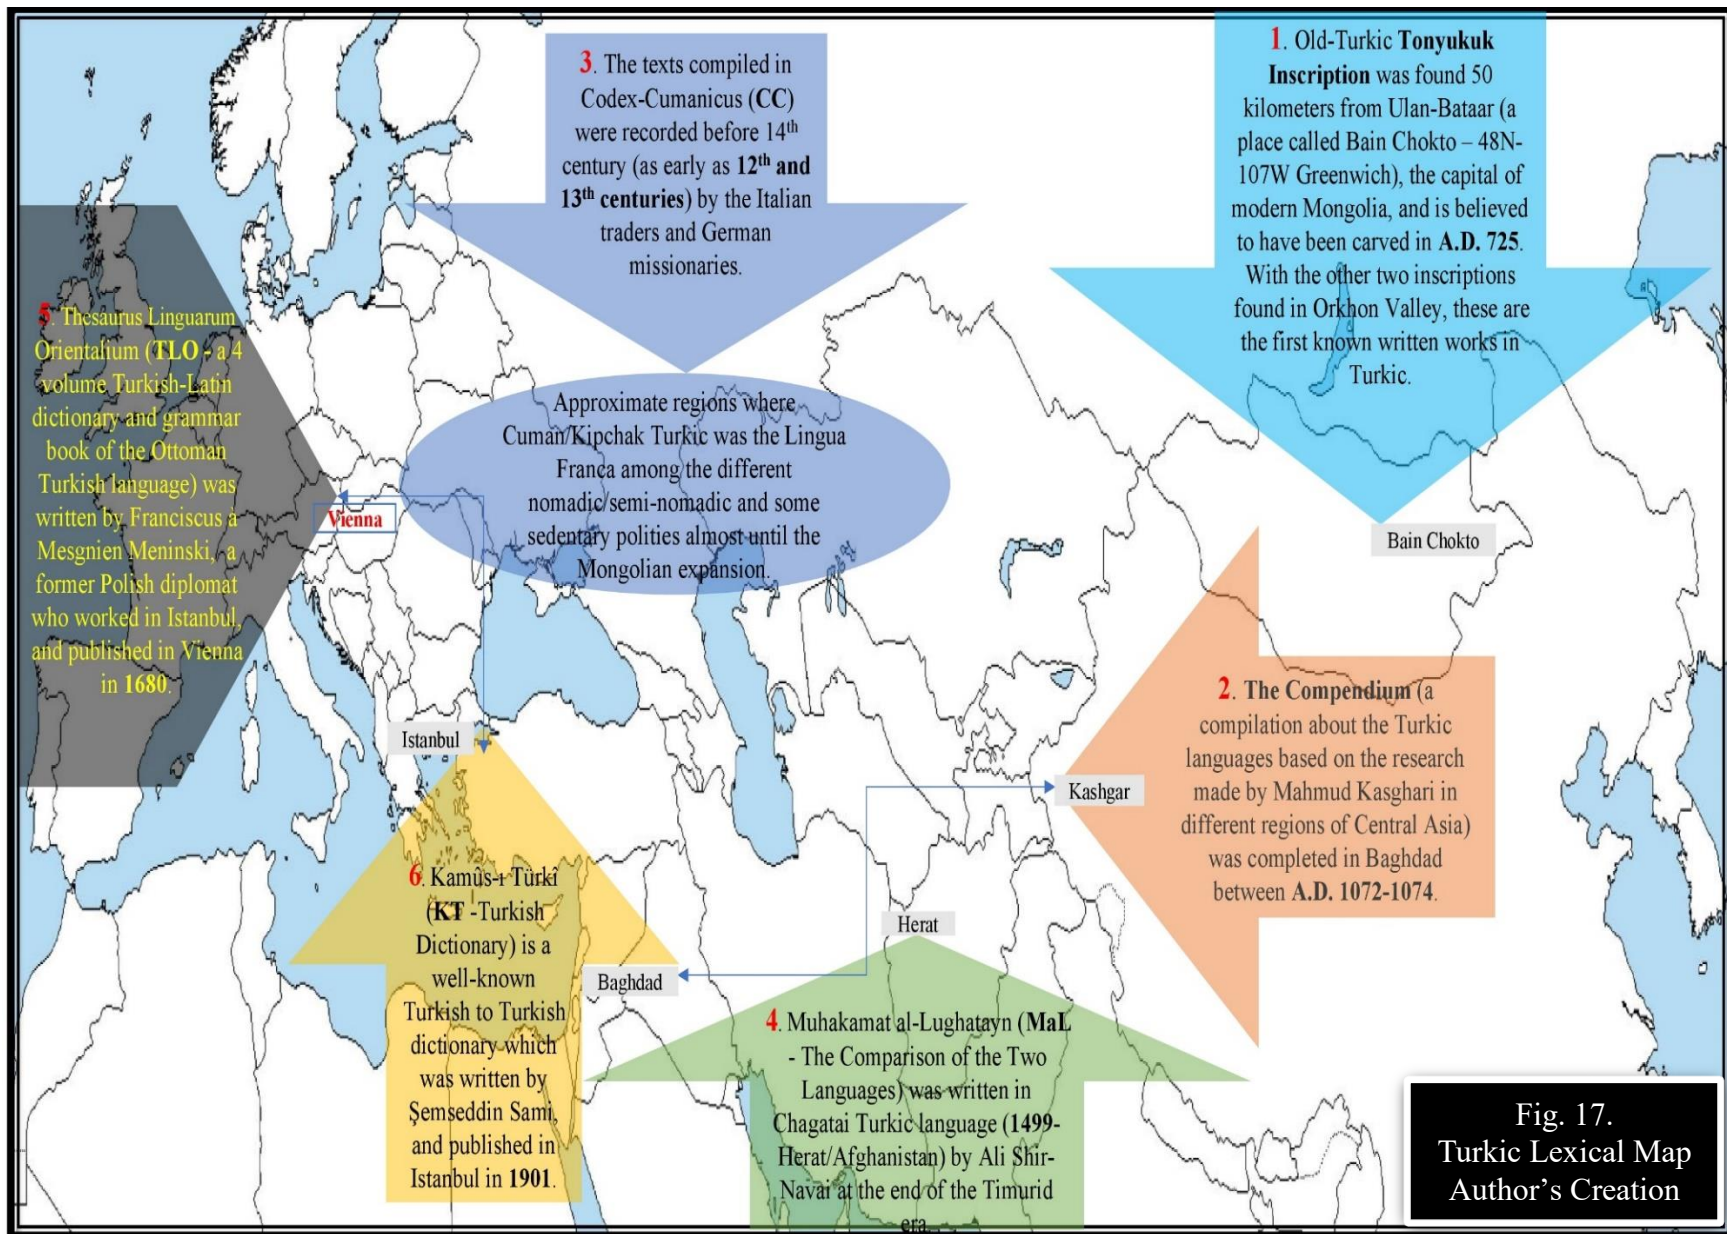 1. Old-Turkic Tonyukuk
Inscription was found 50
kilometers from Ulan-Bataar (a
place called Bain Chokto – 48N-
107W Greenwich), the capital of
modern Mongolia, and is believed
to have been carved in A.D. 725.
With the other two inscriptions
found in Orkhon Valley, these are
the first known written works in
Turkic.
Bain Chokto
2. The Compendium (a
compilation about the Turkic
languages based on the research
made by Mahmud Kasghari in
different regions of Central Asia)
was completed in Baghdad
between A.D. 1072-1074.
Kashgar
Baghdad
3. The texts compiled in
Codex-Cumanicus (CC)
were recorded before 14th
century (as early as 12th and
13th centuries) by the Italian
traders and German
missionaries.
Approximate regions where
Cuman/Kipchak Turkic was the Lingua
Franca among the different
nomadic/semi-nomadic and some
sedentary polities almost until the
Mongolian expansion.
Herat
4. Muhakamat al-Lughatayn (MaL
- The Comparison of the Two
Languages) was written in
Chagatai Turkic language (1499-
Herat/Afghanistan) by Ali Shir-
Navai at the end of the Timurid
era.
5. Thesaurus Linguarum
Orientalium (TLO - a 4
volume Turkish-Latin
dictionary and grammar
book of the Ottoman
Turkish language) was
written by Franciscus á
Mesgnien Meninski, a
former Polish diplomat
who worked in Istanbul,
and published in Vienna
in 1680.
Vienna
Istanbul
6. Kamûs-ı Türkî
(KT -Turkish
Dictionary) is a
well-known
Turkish to Turkish
dictionary which
was written by
Şemseddin Sami,
and published in
Istanbul in 1901.
Fig. 17.
Turkic Lexical Map
Author’s Creation